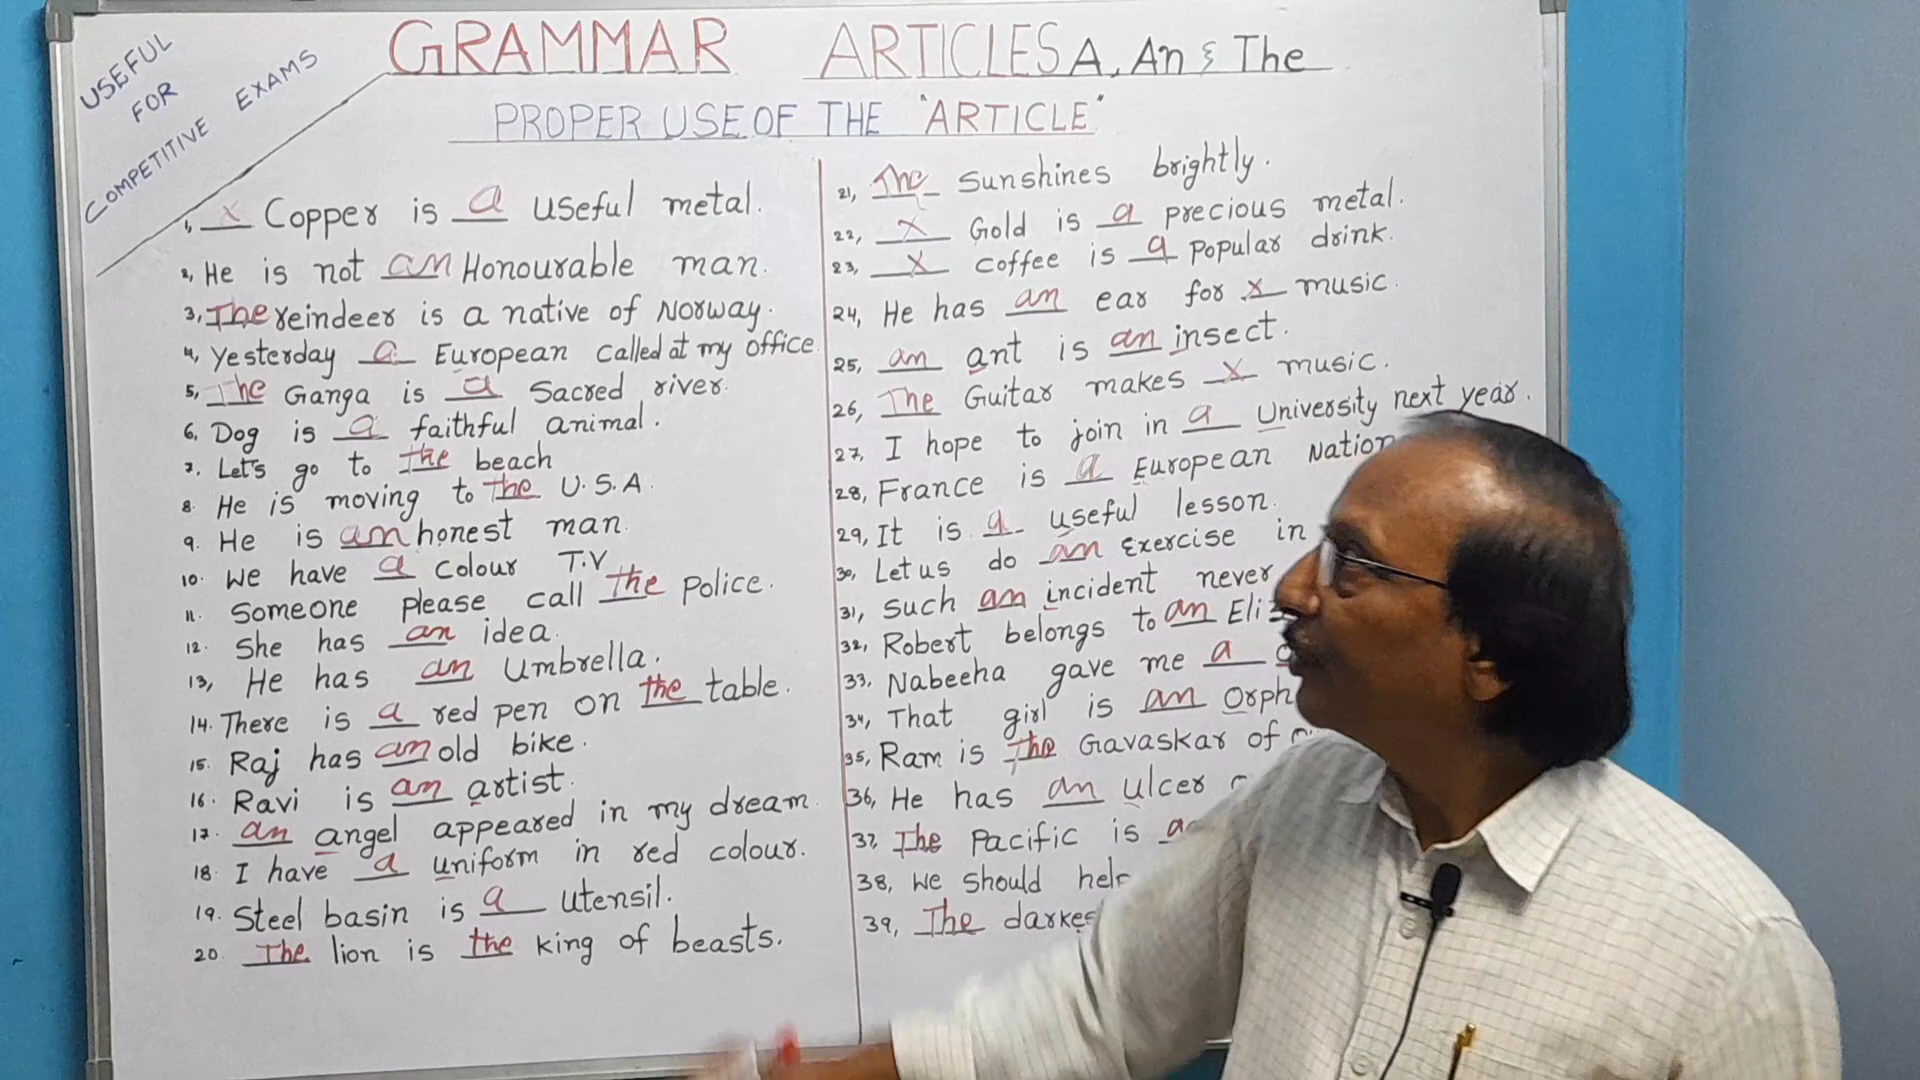 USEFUL
FOR
COMPETITIVE EXAMS
GRAMMAR ARTICLES A, An & The
PROPER USE OF THE "ARTICLE"
1, x Copper is a useful metal.
2, He is not an Honourable man.
3, The reindeer is a native of Norway.
4, Yesterday a European called at my office.
5, The Ganga is a Sacred river.
6. Dog is a faithful animal.
7. Let's go to the beach
8. He is moving to the U.S.A.
9. He is an honest man.
10. We have a colour T.V
11. Someone please call the police.
12. She has an idea.
13, He has an Umbrella.
14. There is a red pen on the table.
15. Raj has an old bike.
16. Ravi is an artist.
17. an angel appeared in my dream.
18. I have a uniform in red colour.
19. Steel basin is a utensil.
20. The lion is the king of beasts.
21, The Sunshines brightly.
22, x Gold is a precious metal.
23, x coffee is a popular drink.
24, He has an ear for x music.
25, an ant is an insect.
26, The Guitar makes x music.
27, I hope to join in a University next year.
28, France is a European Nation
29, It is a useful lesson.
30, Let us do an Exercise in
31, Such an incident never
32, Robert belongs to an Eli
33. Nabeeha gave me a
34, That girl is an Orph
35, Ram is The Gavaskar of
36, He has an ulcer
37, The Pacific is a
38, We should help
39, The darkes